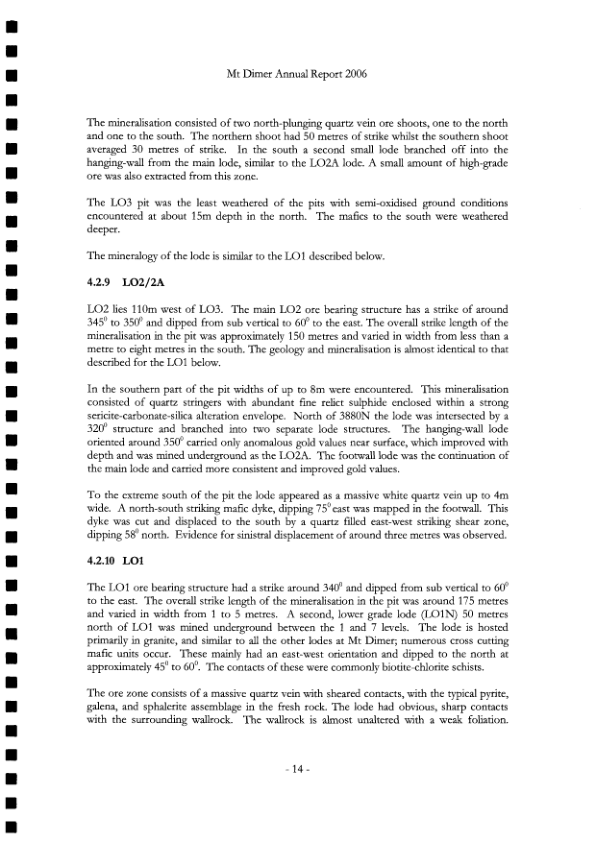 Mt Dimer Annual Report 2006
The mineralisation consisted of two north-plunging quartz vein ore shoots, one to the north
and one to the south. The northern shoot had 50 metres of strike whilst the southern shoot
averaged 30 metres of strike. In the south a second small lode branched off into the
hanging-wall from the main lode, similar to the LO2A lode. A small amount of high-grade
ore was also extracted from this zone.
The LO3 pit was the least weathered of the pits with semi-oxidised ground conditions
encountered at about 15m depth in the north. The mafics to the south were weathered
deeper.
The mineralogy of the lode is similar to the LO1 described below.
4.2.9 LO2/2A
LO2 lies 110m west of LO3. The main LO2 ore bearing structure has a strike of around
345⁰ to 350⁰ and dipped from sub vertical to 60⁰ to the east. The overall strike length of the
mineralisation in the pit was approximately 150 metres and varied in width from less than a
metre to eight metres in the south. The geology and mineralisation is almost identical to that
described for the LO1 below.
In the southern part of the pit widths of up to 8m were encountered. This mineralisation
consisted of quartz stringers with abundant fine relict sulphide enclosed within a strong
sericite-carbonate-silica alteration envelope. North of 3880N the lode was intersected by a
320⁰ structure and branched into two separate lode structures. The hanging-wall lode
oriented around 350⁰ carried only anomalous gold values near surface, which improved with
depth and was mined underground as the LO2A. The footwall lode was the continuation of
the main lode and carried more consistent and improved gold values.
To the extreme south of the pit the lode appeared as a massive white quartz vein up to 4m
wide. A north-south striking mafic dyke, dipping 75⁰ east was mapped in the footwall. This
dyke was cut and displaced to the south by a quartz filled east-west striking shear zone,
dipping 58⁰ north. Evidence for sinistral displacement of around three metres was observed.
4.2.10 LO1
The LO1 ore bearing structure had a strike around 340⁰ and dipped from sub vertical to 60⁰
to the east. The overall strike length of the mineralisation in the pit was around 175 metres
and varied in width from 1 to 5 metres. A second, lower grade lode (LO1N) 50 metres
north of LO1 was mined underground between the 1 and 7 levels. The lode is hosted
primarily in granite, and similar to all the other lodes at Mt Dimer; numerous cross cutting
mafic units occur. These mainly had an east-west orientation and dipped to the north at
approximately 45⁰ to 60⁰. The contacts of these were commonly biotite-chlorite schists.
The ore zone consists of a massive quartz vein with sheared contacts, with the typical pyrite,
galena, and sphalerite assemblage in the fresh rock. The lode had obvious, sharp contacts
with the surrounding wallrock. The wallrock is almost unaltered with a weak foliation.
- 14 -